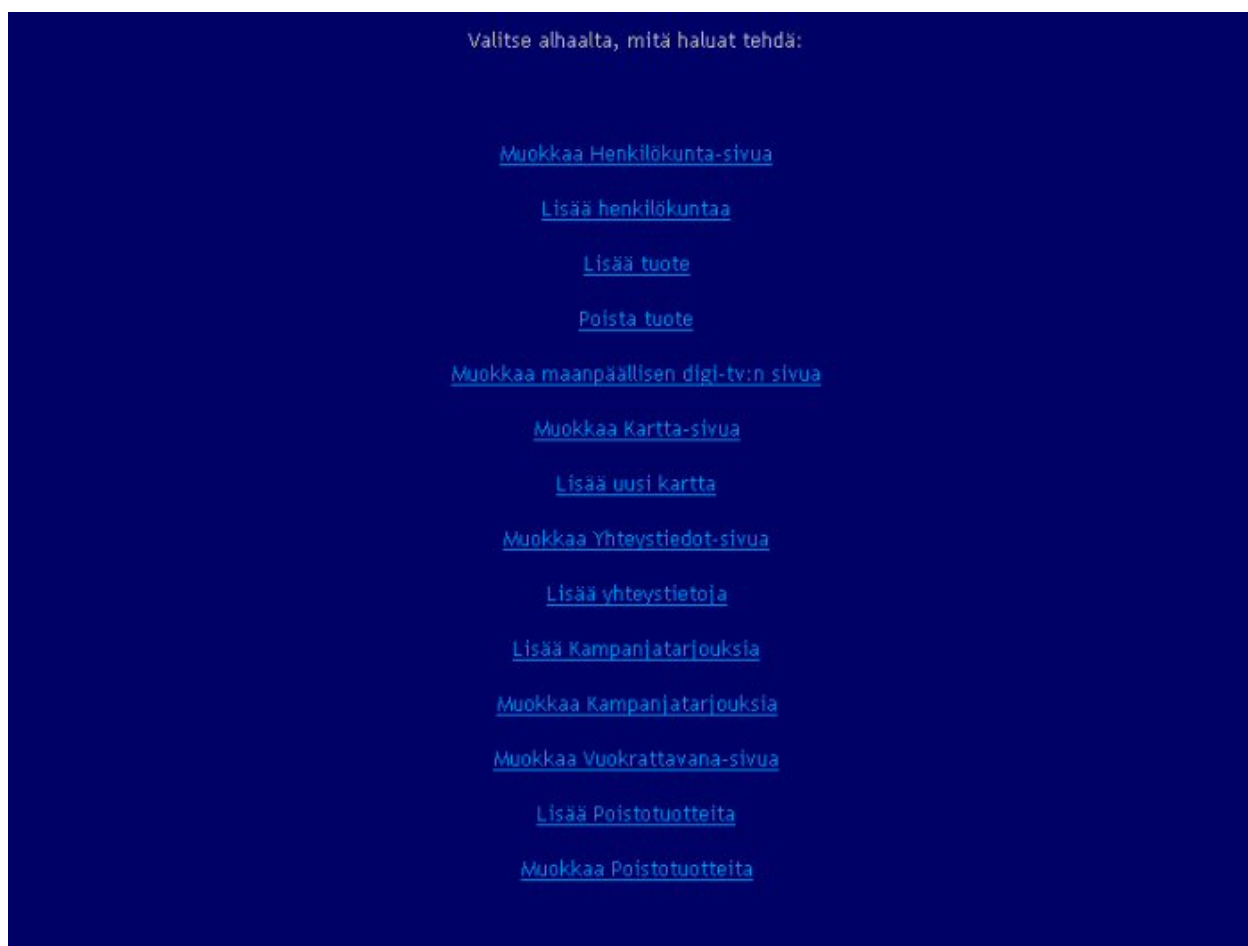 Valitse alhaalta, mitä haluat tehdä:
Muokkaa Henkilökunta-sivua
Lisää henkilökuntaa
Lisää tuote
Poista tuote
Muokkaa maanpäällisen digi-tv:n sivua
Muokkaa Kartta-sivua
Lisää uusi kartta
Muokkaa Yhteystiedot-sivua
Lisää yhteystietoja
Lisää Kampanjatarjouksia
Muokkaa Kampanjatarjouksia
Muokkaa Vuokrattavana-sivua
Lisää Poistotuotteita
Muokkaa Poistotuotteita